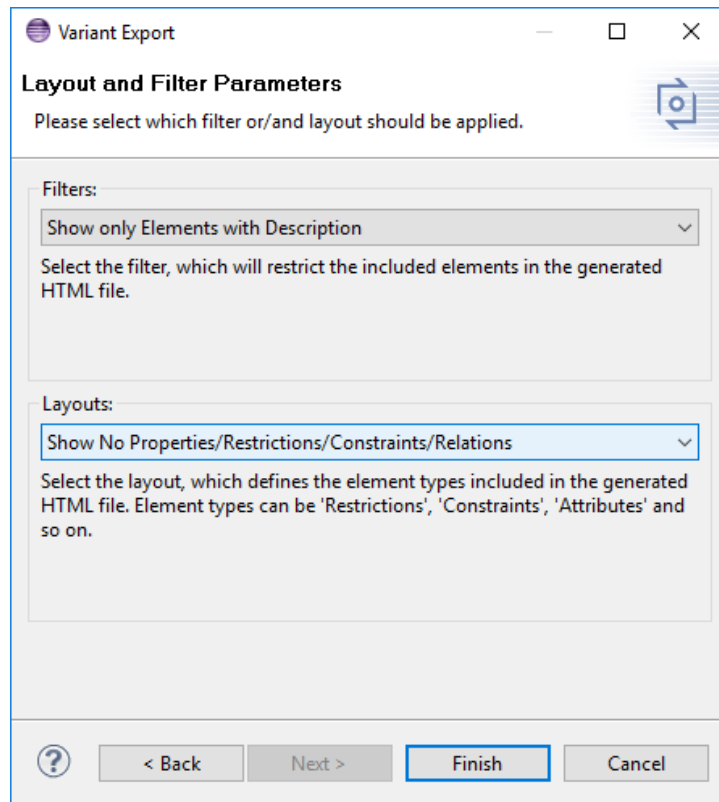 Variant Export
Layout and Filter Parameters
Please select which filter or/and layout should be applied.
Filters:
Show only Elements with Description
Select the filter, which will restrict the included elements in the generated
HTML file.
Layouts:
Show No Properties/Restrictions/Constraints/Relations
Select the layout, which defines the element types included in the generated
HTML file. Element types can be 'Restrictions', 'Constraints', 'Attributes' and
so on.
? < Back Next > Finish Cancel